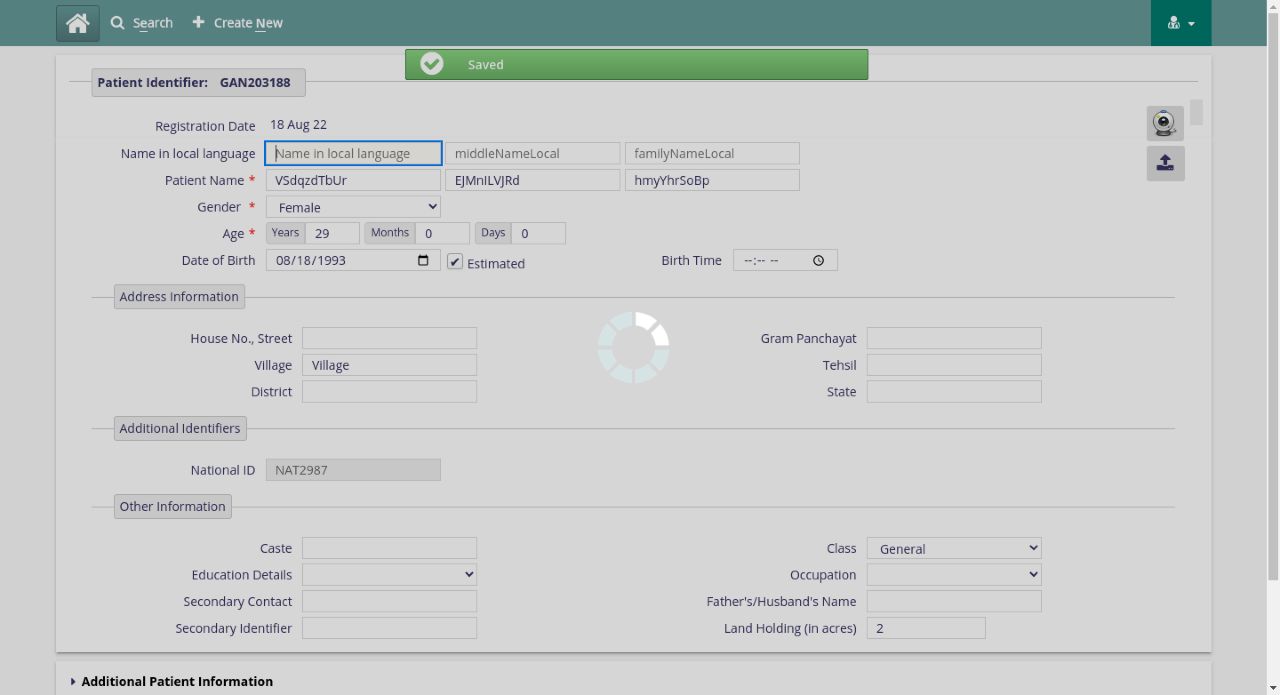 Search Create New
Saved
Patient Identifier: GAN203188
Registration Date 18 Aug 22
Name in local language Name in local language middleNameLocal familyNameLocal
Patient Name * VSdqzdTbUr EJMnILVJRd hmyYhrSoBp
Gender * Female
Age * Years 29 Months 0 Days 0
Date of Birth 08/18/1993 Estimated Birth Time --:-- --
Address Information
House No., Street Gram Panchayat
Village Village Tehsil
District State
Additional Identifiers
National ID NAT2987
Other Information
Caste Class General
Education Details Occupation
Secondary Contact Father's/Husband's Name
Secondary Identifier Land Holding (in acres) 2
Additional Patient Information